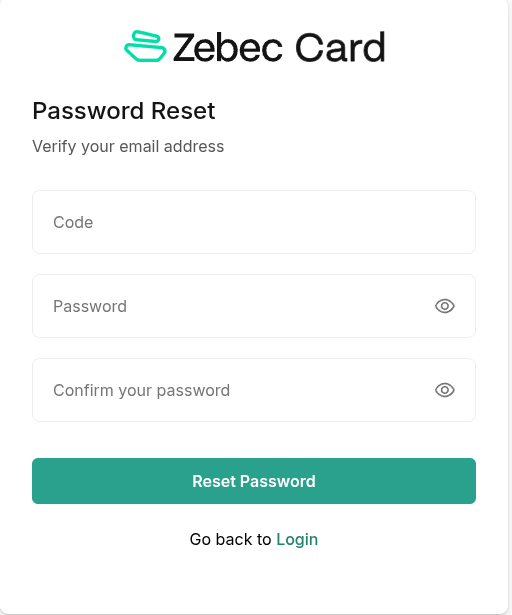 Zebec Card
Password Reset
Verify your email address
Code
Password
Confirm your password
Reset Password
Go back to Login